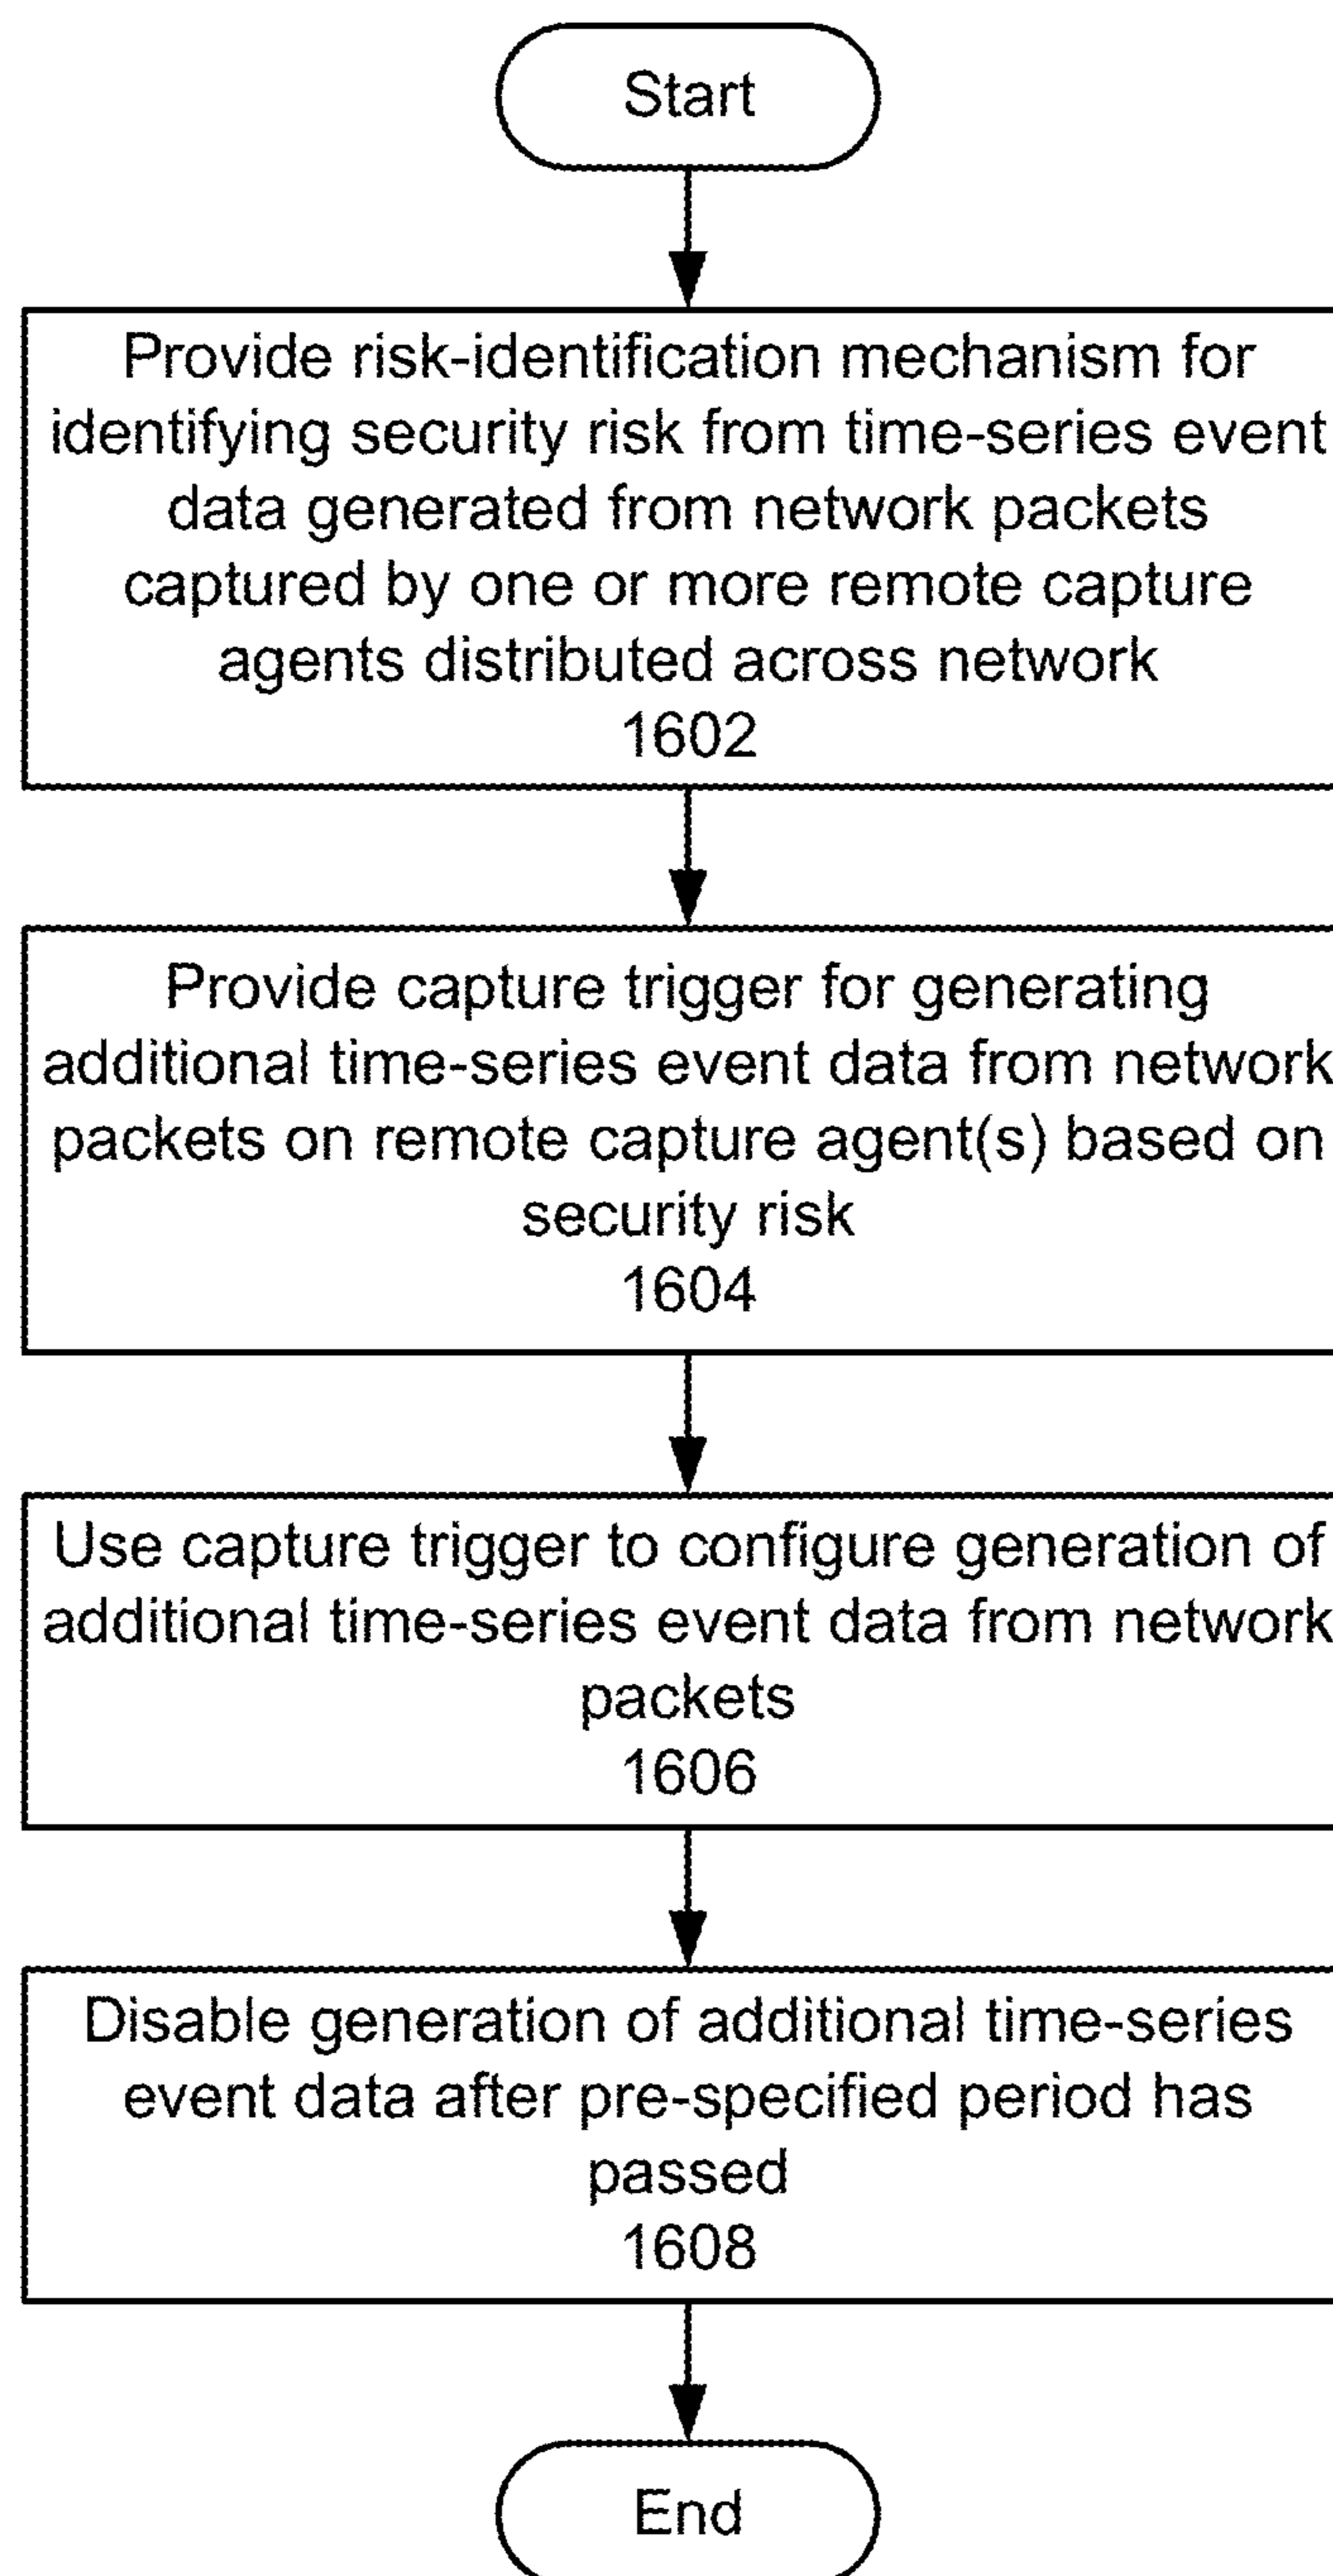 Start
Provide risk-identification mechanism for
identifying security risk from time-series event
data generated from network packets
captured by one or more remote capture
agents distributed across network
1602
Provide capture trigger for generating
additional time-series event data from network
packets on remote capture agent(s) based on
security risk
1604
Use capture trigger to configure generation of
additional time-series event data from network
packets
1606
Disable generation of additional time-series
event data after pre-specified period has
passed
1608
End